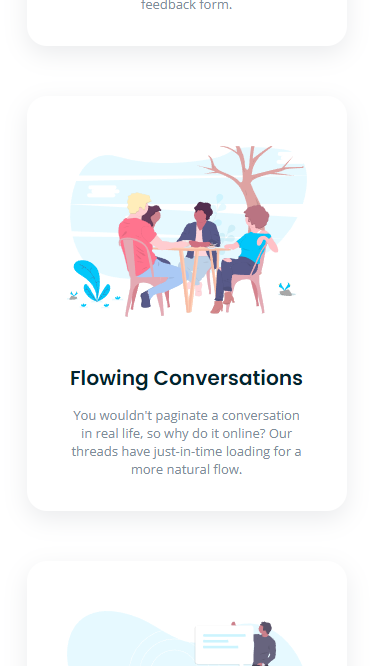 feedback form.
Flowing Conversations
You wouldn't paginate a conversation
in real life, so why do it online? Our
threads have just-in-time loading for a
more natural flow.